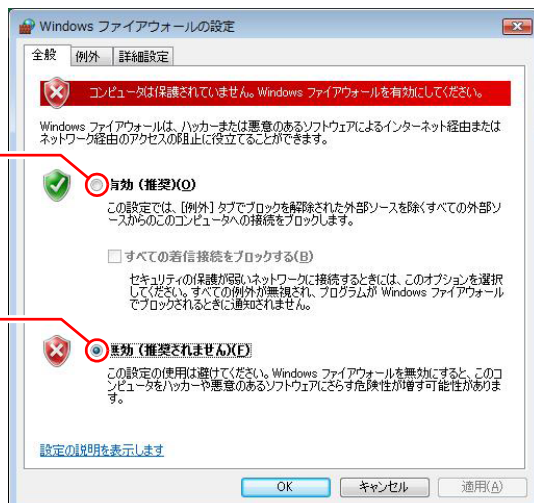 Windows ファイアウォールの設定
全般 例外 詳細設定
コンピュータは保護されていません。Windows ファイアウォールを有効にしてください。
Windows ファイアウォールは、ハッカーまたは悪意のあるソフトウェアによるインターネット経由または
ネットワーク経由のアクセスの阻止に役立てることができます。
有効 (推奨)(O)
この設定では、[例外] タブでブロックを解除された外部ソースを除くすべての外部ソ
ースからのこのコンピュータへの接続をブロックします。
すべての着信接続をブロックする(B)
セキュリティの保護が弱いネットワークに接続するときには、このオプションを選択
してください。すべての例外が無視され、プログラムが Windows ファイアウォール
でブロックされるときに通知されません。
無効 (推奨されません)(F)
この設定の使用は避けてください。Windows ファイアウォールを無効にすると、このコ
ンピュータをハッカーや悪意のあるソフトウェアにさらす危険性が増す可能性がありま
す。
設定の説明を表示します
OK キャンセル 適用(A)